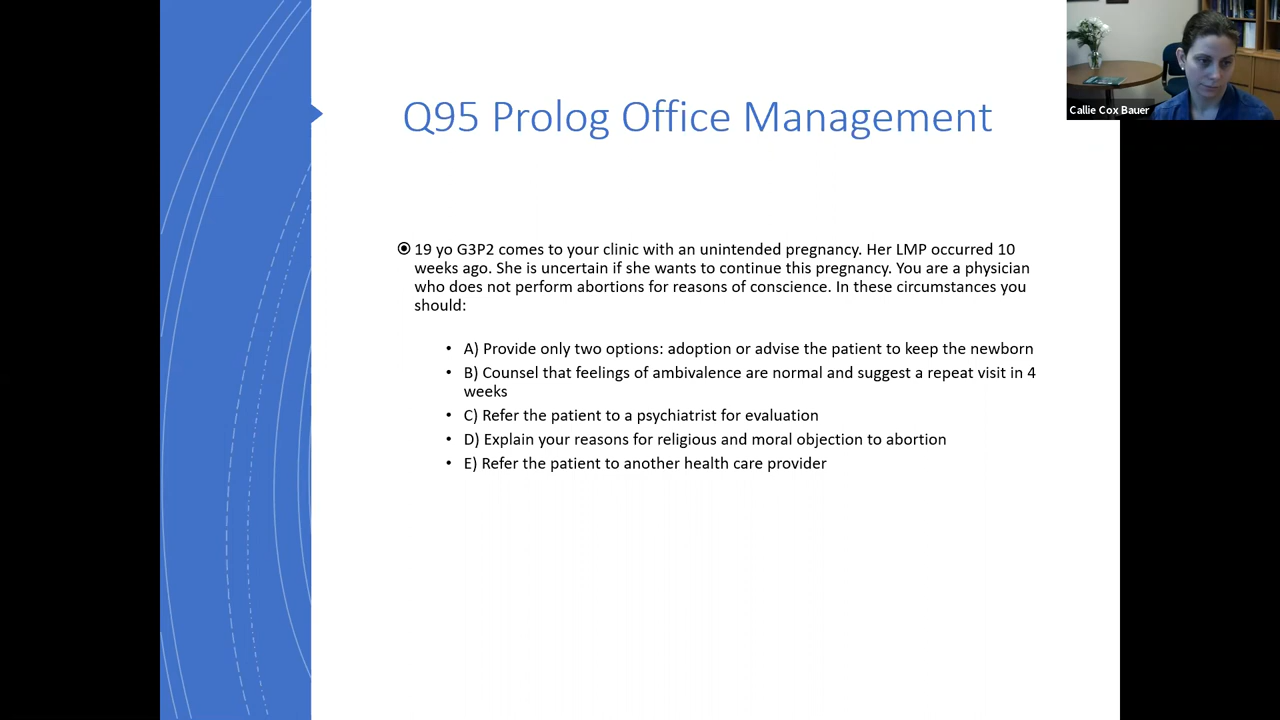 Q95 Prolog Office Management
Callie Cox Bauer
19 yo G3P2 comes to your clinic with an unintended pregnancy. Her LMP occurred 10
weeks ago. She is uncertain if she wants to continue this pregnancy. You are a physician
who does not perform abortions for reasons of conscience. In these circumstances you
should:
• A) Provide only two options: adoption or advise the patient to keep the newborn
• B) Counsel that feelings of ambivalence are normal and suggest a repeat visit in 4
weeks
• C) Refer the patient to a psychiatrist for evaluation
• D) Explain your reasons for religious and moral objection to abortion
• E) Refer the patient to another health care provider